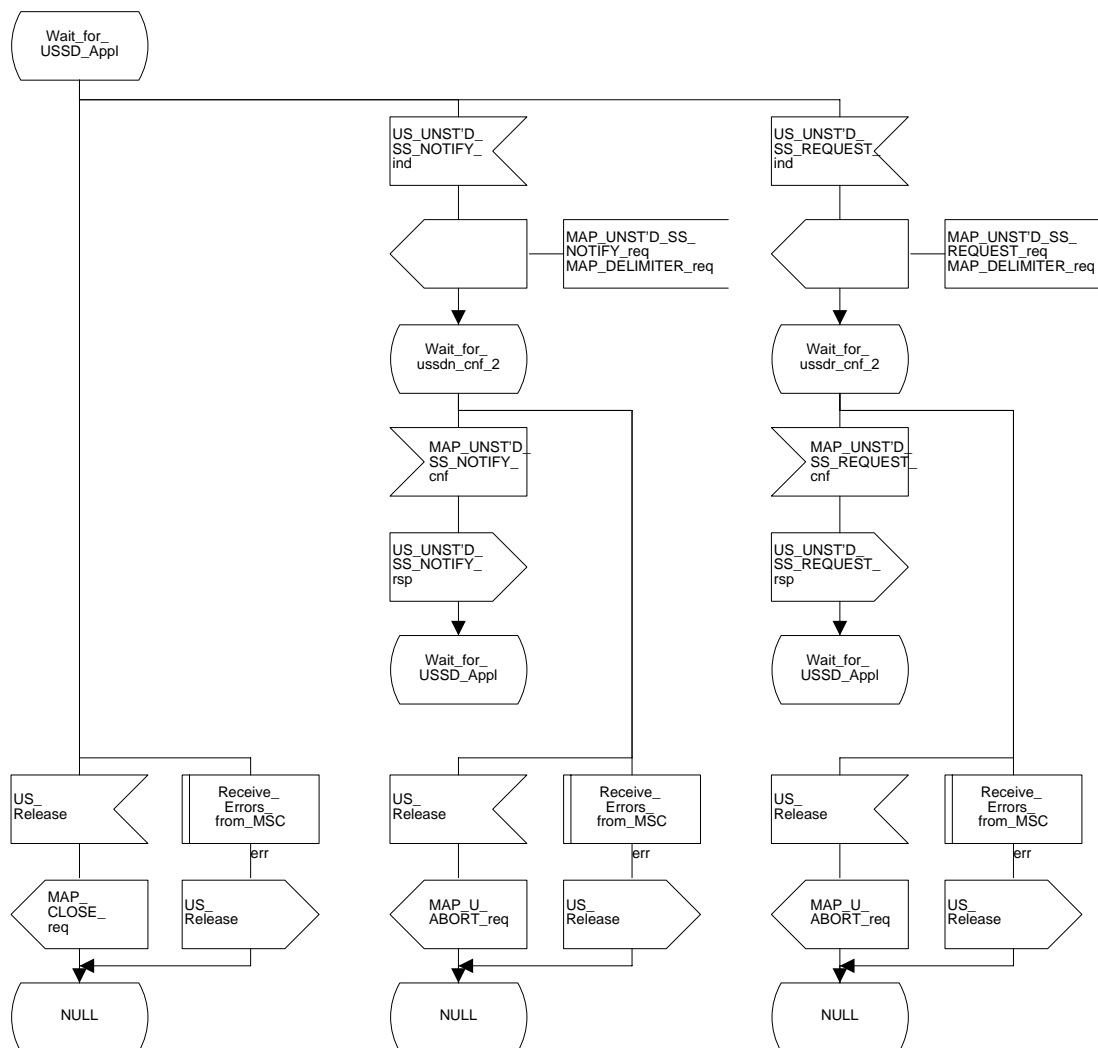 Wait_for_
USSD_Appl
US_UNST'D_
SS_NOTIFY_
ind
US_UNST'D_
SS_REQUEST_
ind
MAP_UNST'D_SS_
NOTIFY_req
MAP_DELIMITER_req
MAP_UNST'D_SS_
REQUEST_req
MAP_DELIMITER_req
Wait_for_
ussdn_cnf_2
Wait_for_
ussdr_cnf_2
MAP_UNST'D_
SS_NOTIFY_
cnf
MAP_UNST'D_
SS_REQUEST_
cnf
US_UNST'D_
SS_NOTIFY_
rsp
US_UNST'D_
SS_REQUEST_
rsp
Wait_for_
USSD_Appl
Wait_for_
USSD_Appl
US_
Release
Receive_
Errors_
from_MSC
US_
Release
Receive_
Errors_
from_MSC
US_
Release
Receive_
Errors_
from_MSC
err
err
err
MAP_
CLOSE_
req
US_
Release
MAP_U_
ABORT_req
US_
Release
MAP_U_
ABORT_req
US_
Release
NULL
NULL
NULL